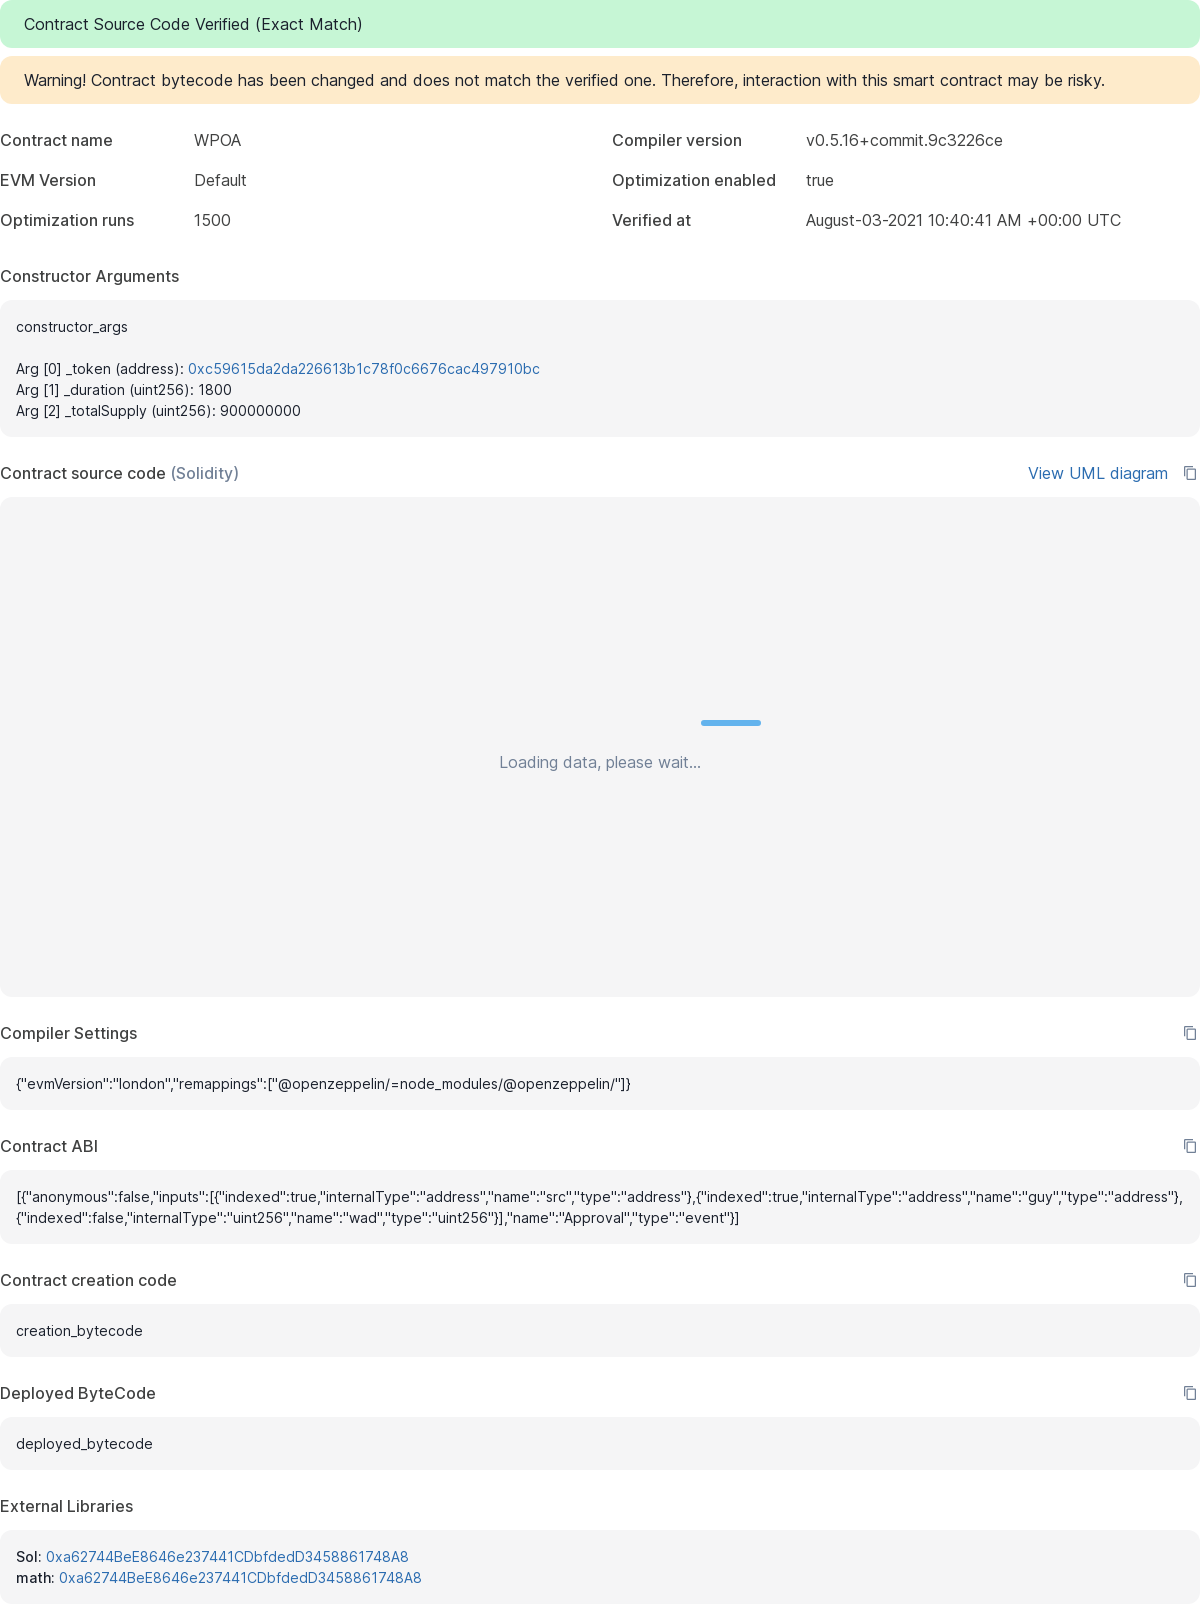 Contract Source Code Verified (Exact Match)
Warning! Contract bytecode has been changed and does not match the verified one. Therefore, interaction with this smart contract may be risky.
Contract name WPOA Compiler version v0.5.16+commit.9c3226ce
EVM Version Default Optimization enabled true
Optimization runs 1500 Verified at August-03-2021 10:40:41 AM +00:00 UTC
Constructor Arguments
constructor_args
Arg [0] _token (address): 0xc59615da2da226613b1c78f0c6676cac497910bc
Arg [1] _duration (uint256): 1800
Arg [2] _totalSupply (uint256): 900000000
Contract source code (Solidity) View UML diagram
Loading data, please wait...
Compiler Settings
{"evmVersion":"london","remappings":["@openzeppelin/=node_modules/@openzeppelin/"]}
Contract ABI
[{"anonymous":false,"inputs":[{"indexed":true,"internalType":"address","name":"src","type":"address"},{"indexed":true,"internalType":"address","name":"guy","type":"address"},
{"indexed":false,"internalType":"uint256","name":"wad","type":"uint256"}],"name":"Approval","type":"event"}]
Contract creation code
creation_bytecode
Deployed ByteCode
deployed_bytecode
External Libraries
Sol: 0xa62744BeE8646e237441CDbfdedD3458861748A8
math: 0xa62744BeE8646e237441CDbfdedD3458861748A8